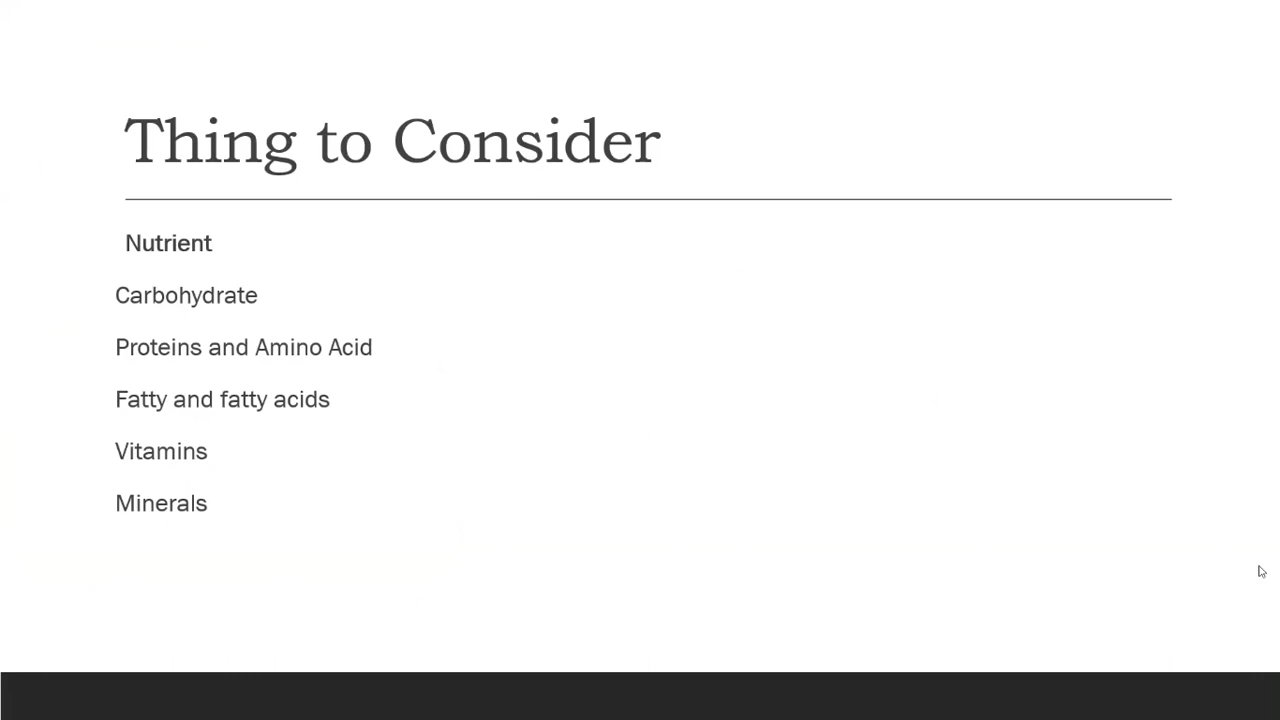 Thing to Consider
Nutrient
Carbohydrate
Proteins and Amino Acid
Fatty and fatty acids
Vitamins
Minerals